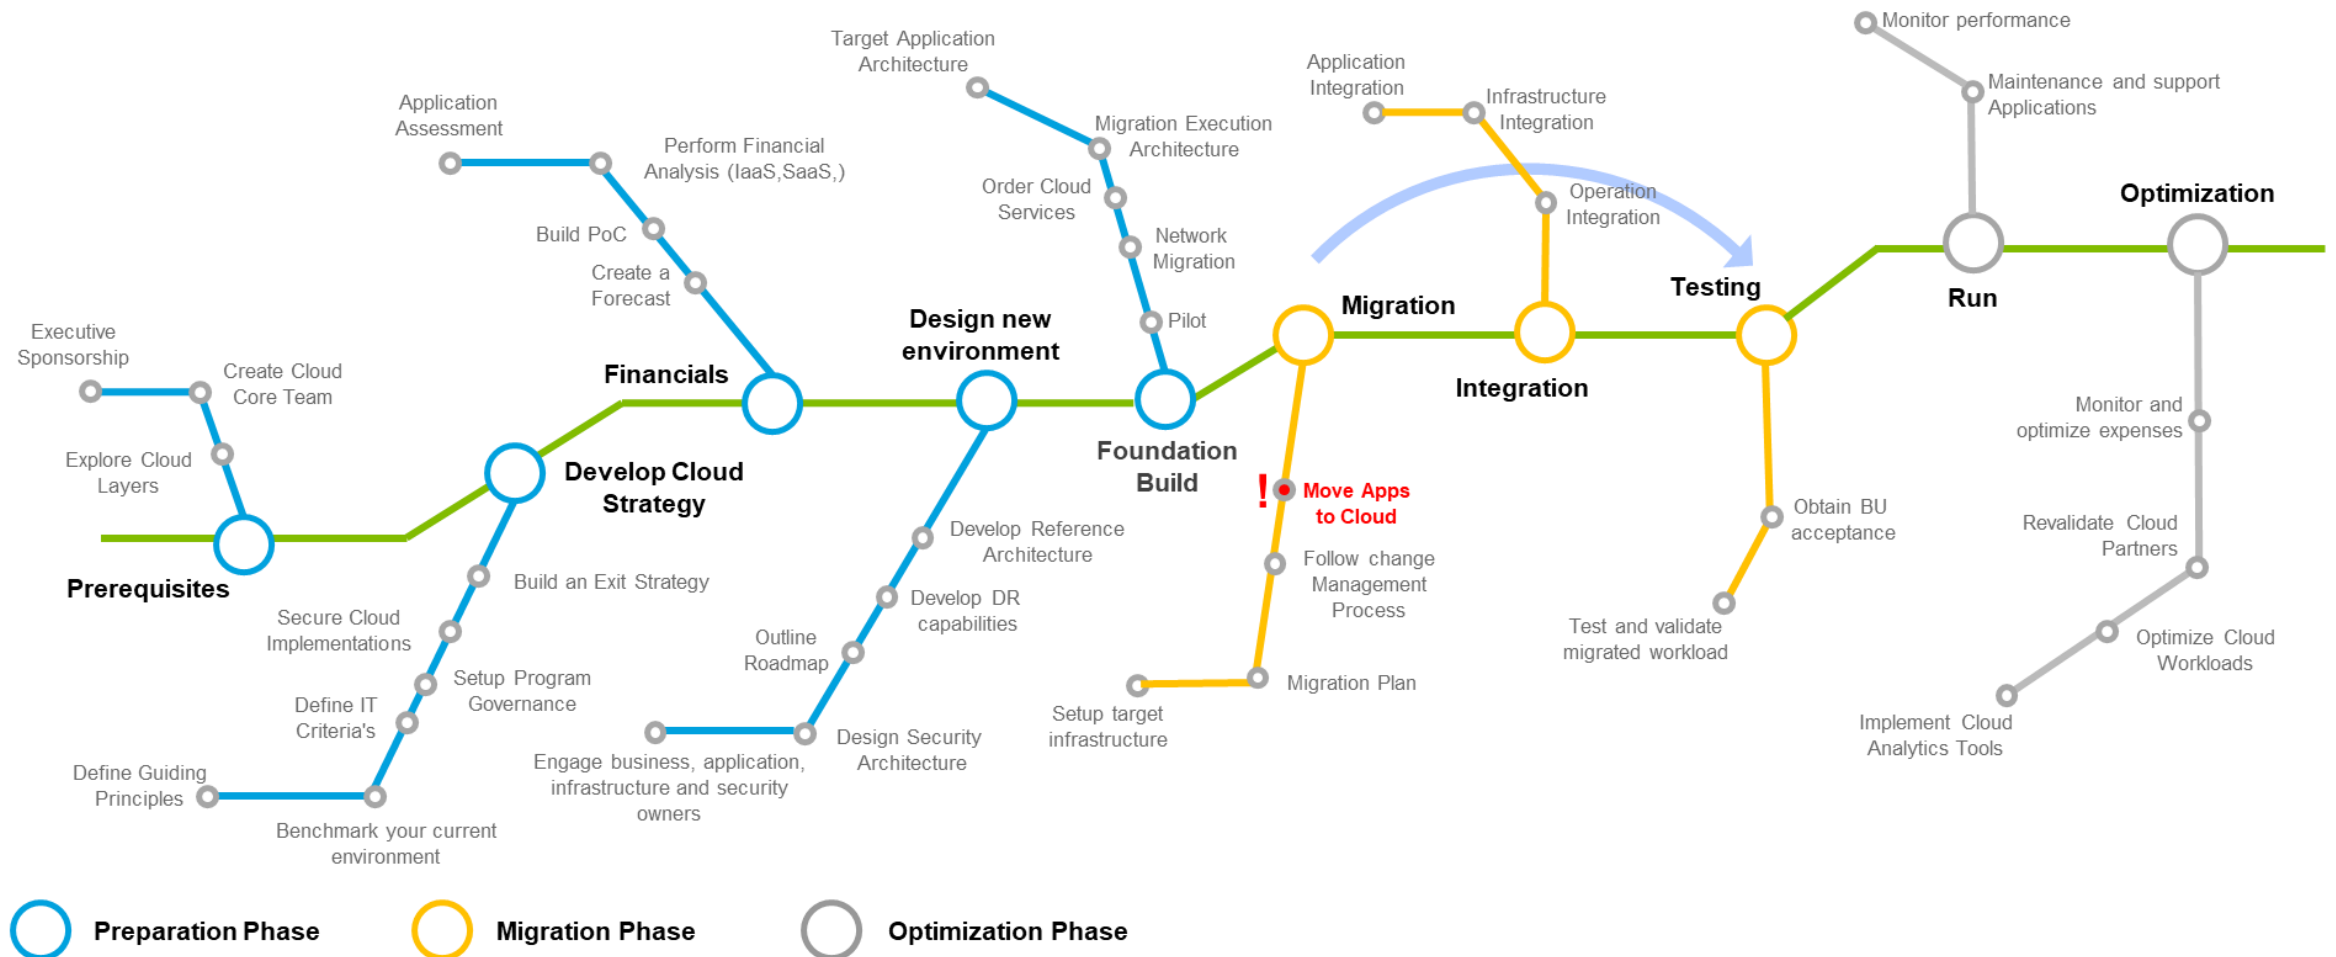 Executive
Sponsorship
Create Cloud
Core Team
Explore Cloud
Layers
Prerequisites
Develop Cloud
Strategy
Build an Exit Strategy
Secure Cloud
Implementations
Setup Program
Governance
Define IT
Criteria's
Define Guiding
Principles
Benchmark your current
environment
Application
Assessment
Perform Financial
Analysis (IaaS,SaaS,)
Build PoC
Create a
Forecast
Financials
Design new
environment
Develop Reference
Architecture
Develop DR
capabilities
Outline
Roadmap
Design Security
Architecture
Engage business, application,
infrastructure and security
owners
Target Application
Architecture
Migration Execution
Architecture
Order Cloud
Services
Network
Migration
Pilot
Foundation
Build
Migration
!
Move Apps
to Cloud
Follow change
Management
Process
Migration Plan
Setup target
infrastructure
Application
Integration
Infrastructure
Integration
Operation
Integration
Integration
Testing
Obtain BU
acceptance
Test and validate
migrated workload
Monitor performance
Maintenance and support
Applications
Run
Optimization
Monitor and
optimize expenses
Revalidate Cloud
Partners
Optimize Cloud
Workloads
Implement Cloud
Analytics Tools
Preparation Phase
Migration Phase
Optimization Phase